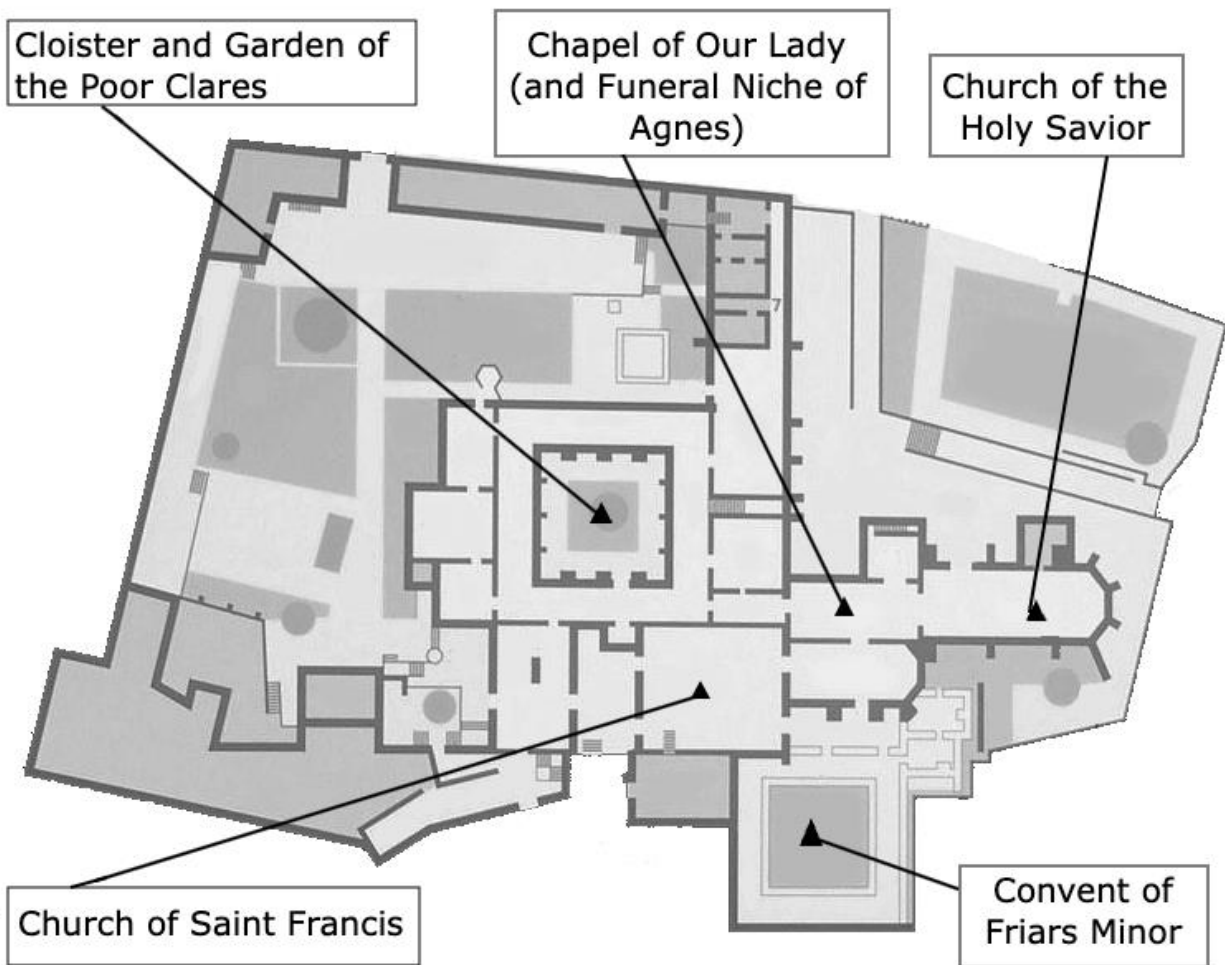 Cloister and Garden of
the Poor Clares
Chapel of Our Lady
(and Funeral Niche of
Agnes)
Church of the
Holy Savior
7
Church of Saint Francis
Convent of
Friars Minor